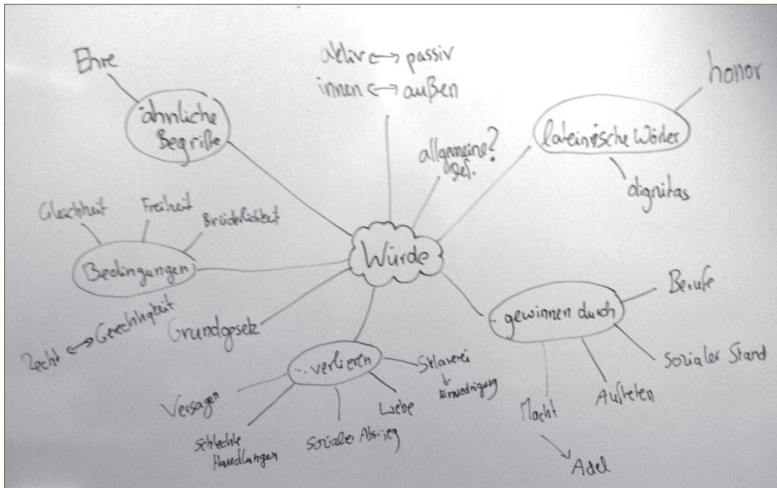 Ehre
ähnliche
Begriffe
aktiv ↔ passiv
innen ↔ außen
allgemeine?
Def.
lateinische Wörter
honor
dignitas
Würde
Gleichheit
Freiheit
Brüderlichkeit
Bedingungen
Recht ↔ Gerechtigkeit
Grundgesetz
...verlieren
Versagen
schlechte
Handlungen
Sozialer Abstieg
Liebe
Sklaverei
Erniedrigung
...gewinnen durch
Berufe
Sozialer Stand
Auftreten
Macht
Adel